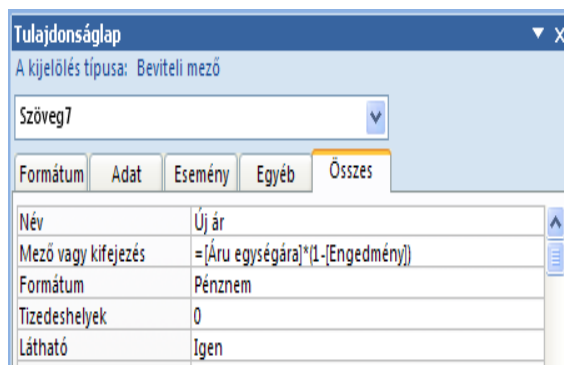 Tulajdonságlap
A kijelölés típusa: Beviteli mező
Szöveg7
Formátum Adat Esemény Egyéb Összes
Név Új ár
Mező vagy kifejezés =[Áru egységára]*(1-[Engedmény])
Formátum Pénznem
Tizedeshelyek 0
Látható Igen